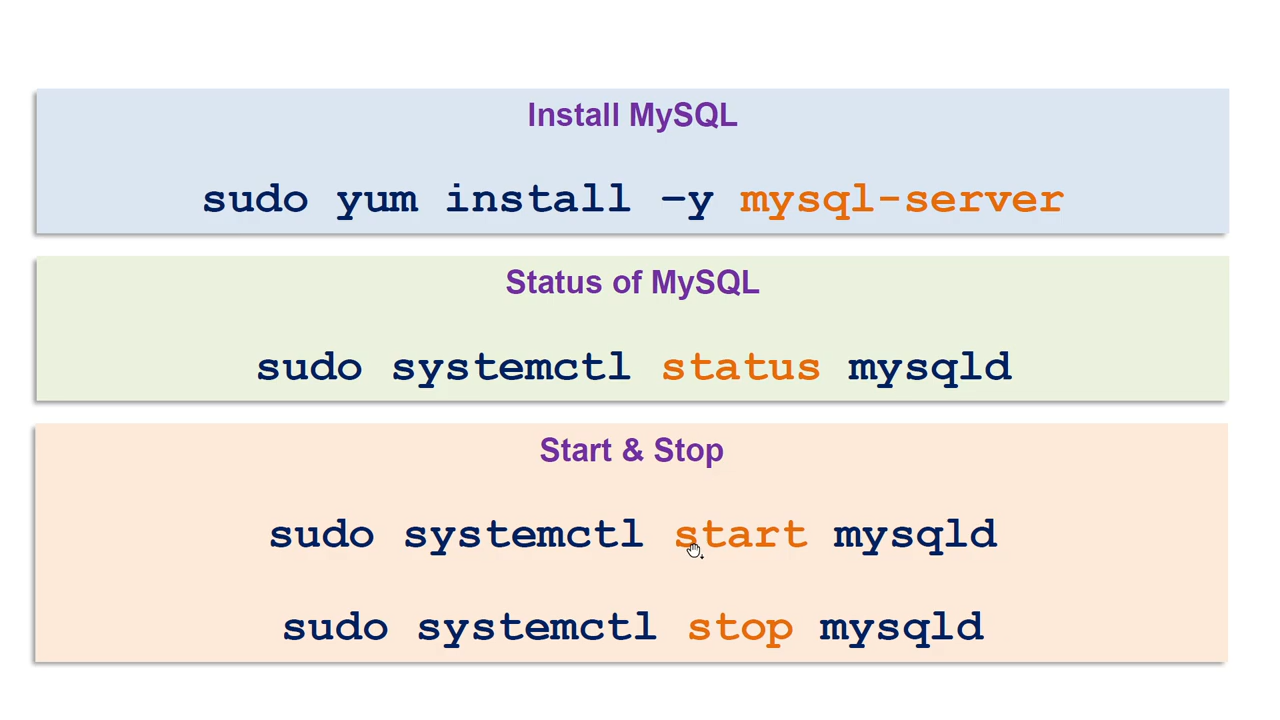 Install MySQL
sudo yum install –y mysql-server
Status of MySQL
sudo systemctl status mysqld
Start & Stop
sudo systemctl start mysqld
sudo systemctl stop mysqld